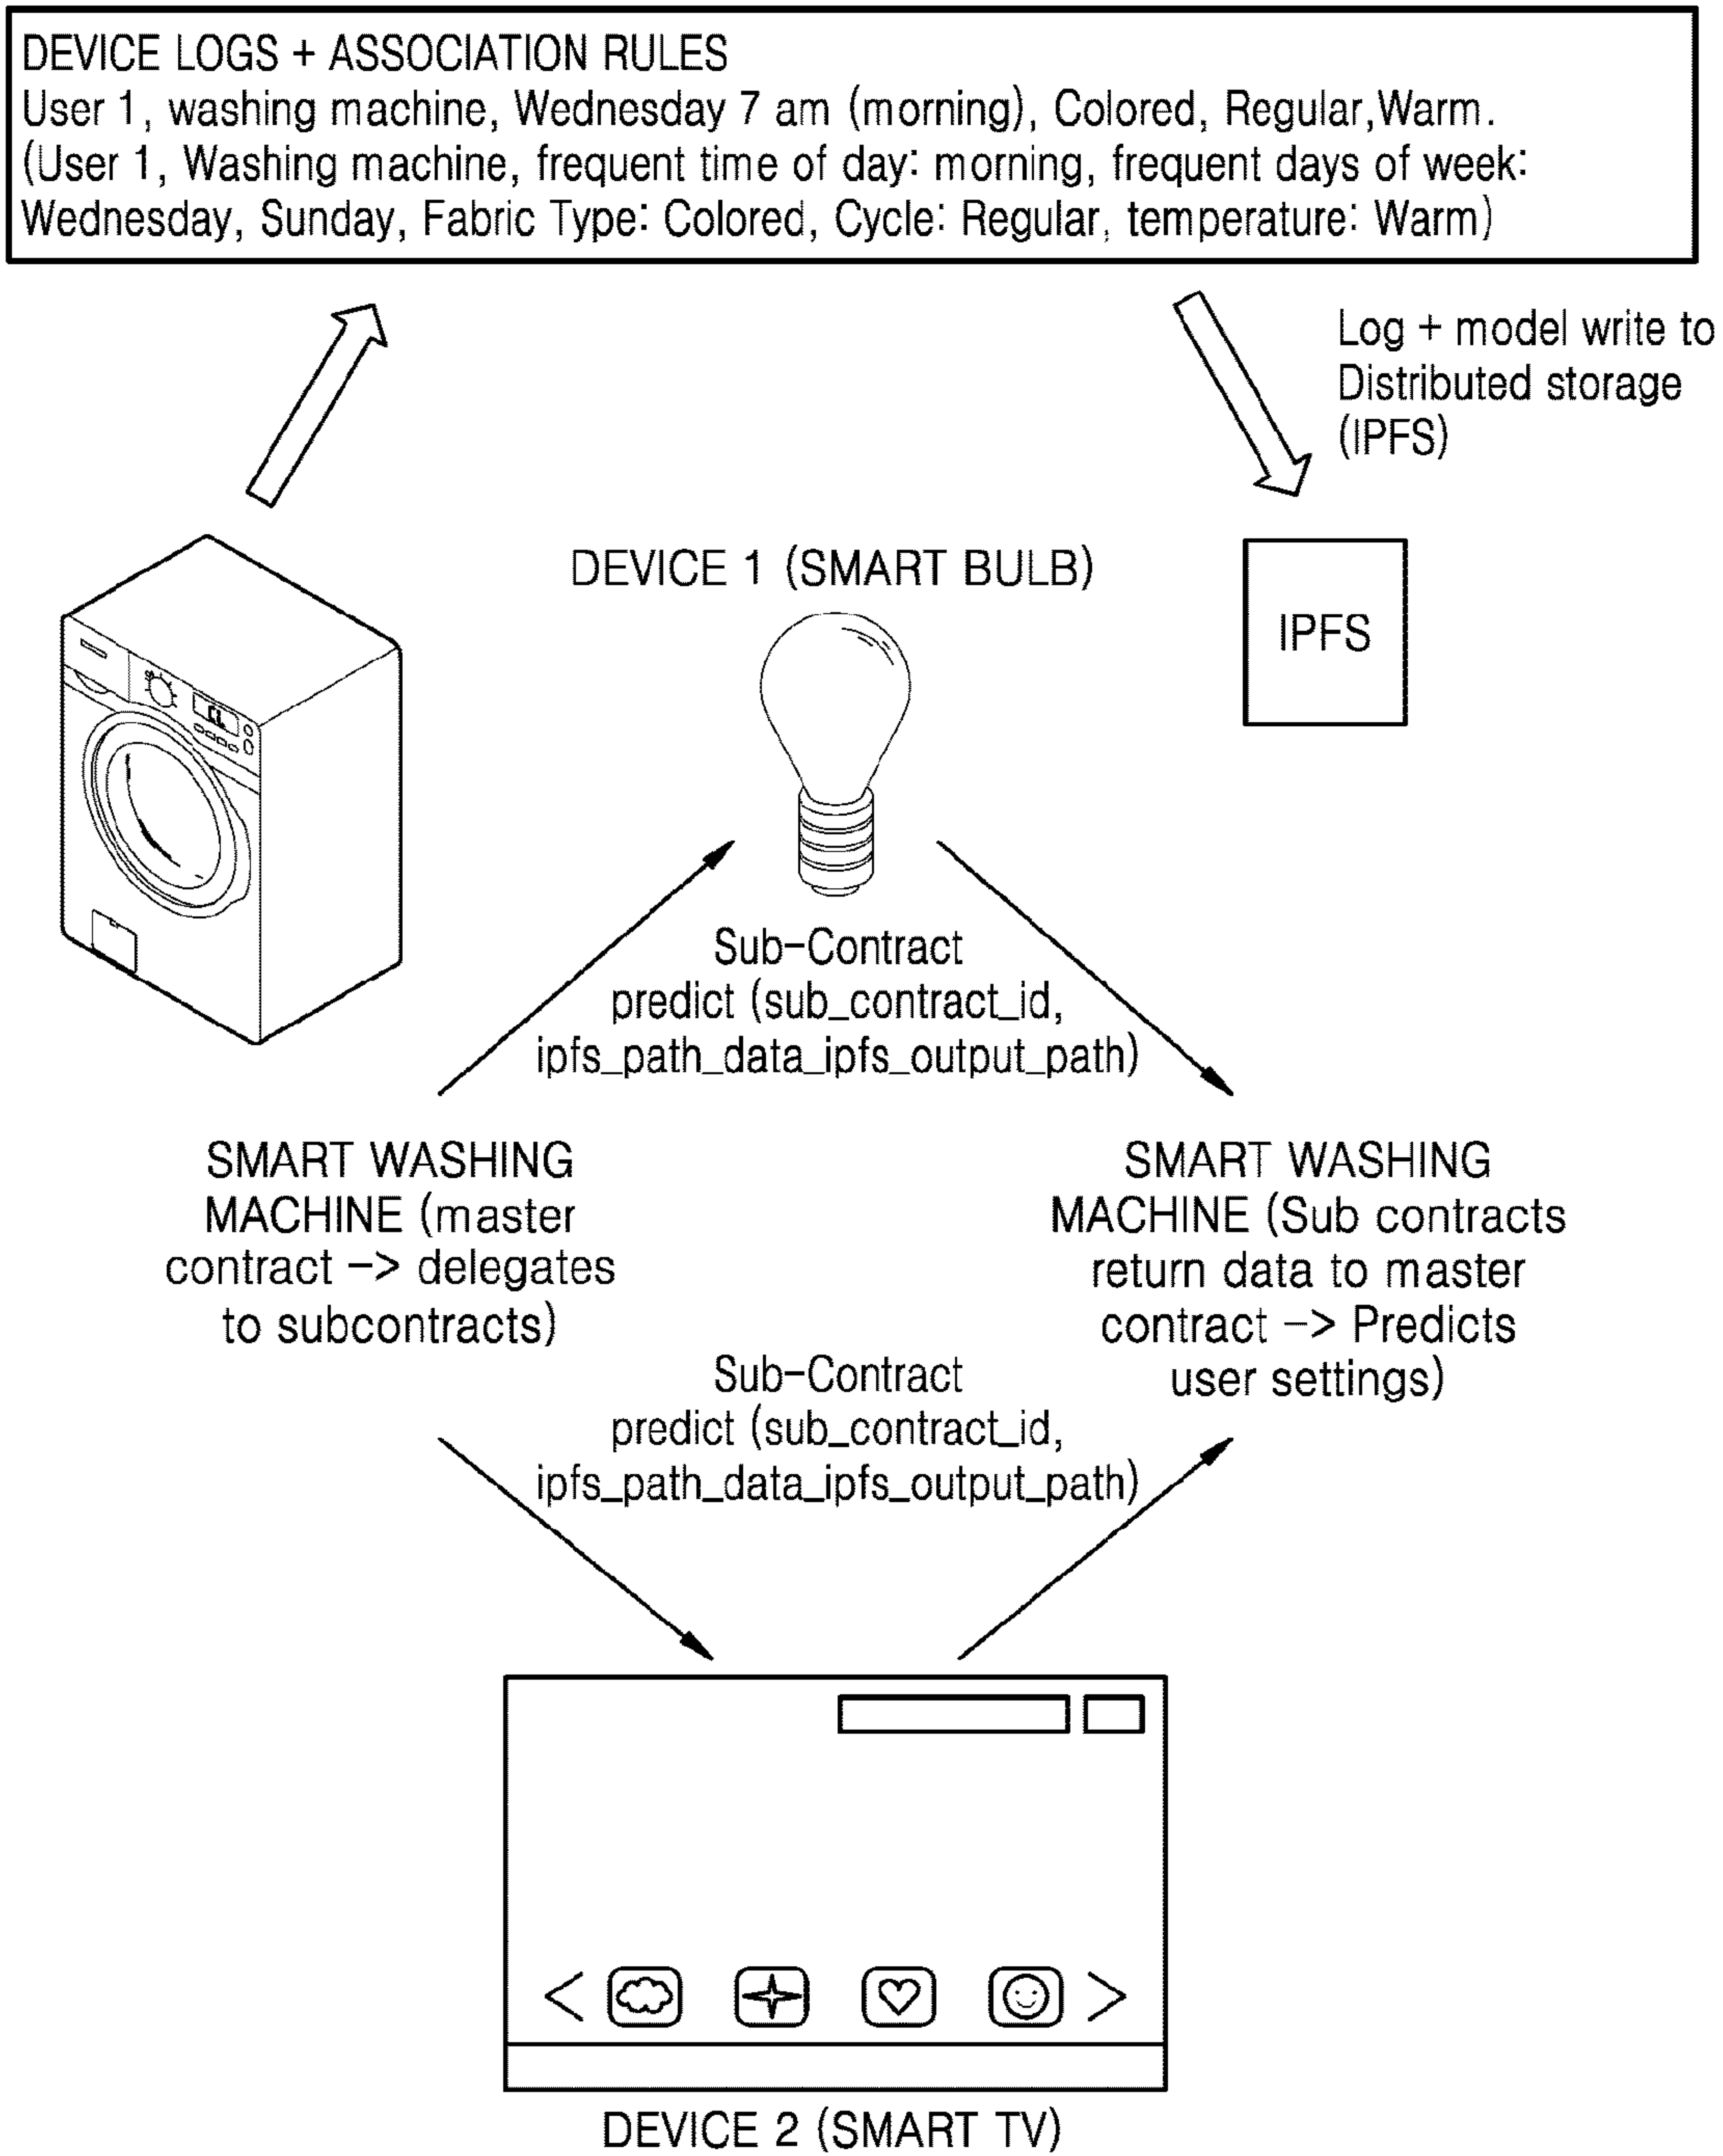 DEVICE LOGS + ASSOCIATION RULES
User 1, washing machine, Wednesday 7 am (morning), Colored, Regular,Warm.
(User 1, Washing machine, frequent time of day: morning, frequent days of week:
Wednesday, Sunday, Fabric Type: Colored, Cycle: Regular, temperature: Warm)
Log + model write to
Distributed storage
(IPFS)
DEVICE 1 (SMART BULB)
IPFS
Sub-Contract
predict (sub_contract_id,
ipfs_path_data_ipfs_output_path)
SMART WASHING
MACHINE (master
contract -> delegates
to subcontracts)
SMART WASHING
MACHINE (Sub contracts
return data to master
contract -> Predicts
user settings)
Sub-Contract
predict (sub_contract_id,
ipfs_path_data_ipfs_output_path)
DEVICE 2 (SMART TV)